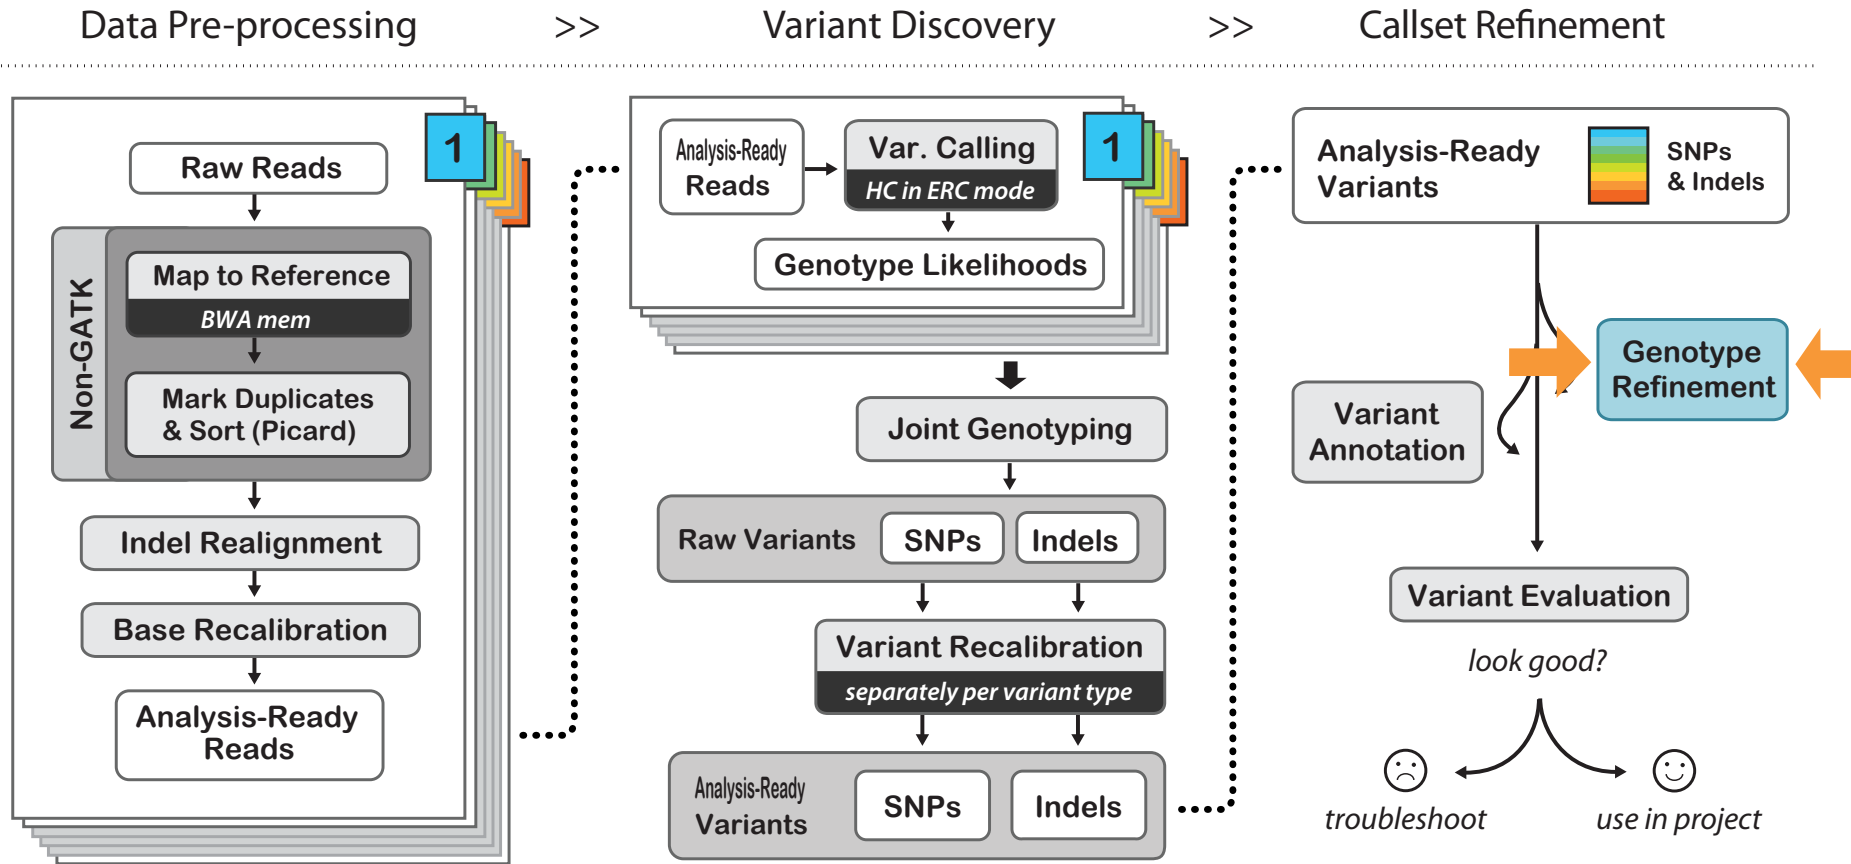 Data Pre-processing >> Variant Discovery >> Callset Refinement
1
Raw Reads
Non-GATK
Map to Reference
BWA mem
Mark Duplicates
& Sort (Picard)
Indel Realignment
Base Recalibration
Analysis-Ready
Reads
1
Analysis-Ready
Reads
Var. Calling
HC in ERC mode
Genotype Likelihoods
Joint Genotyping
Raw Variants
SNPs
Indels
Variant Recalibration
separately per variant type
Analysis-Ready
Variants
SNPs
Indels
Analysis-Ready
Variants
SNPs
& Indels
Genotype
Refinement
Variant
Annotation
Variant Evaluation
look good?
troubleshoot
use in project